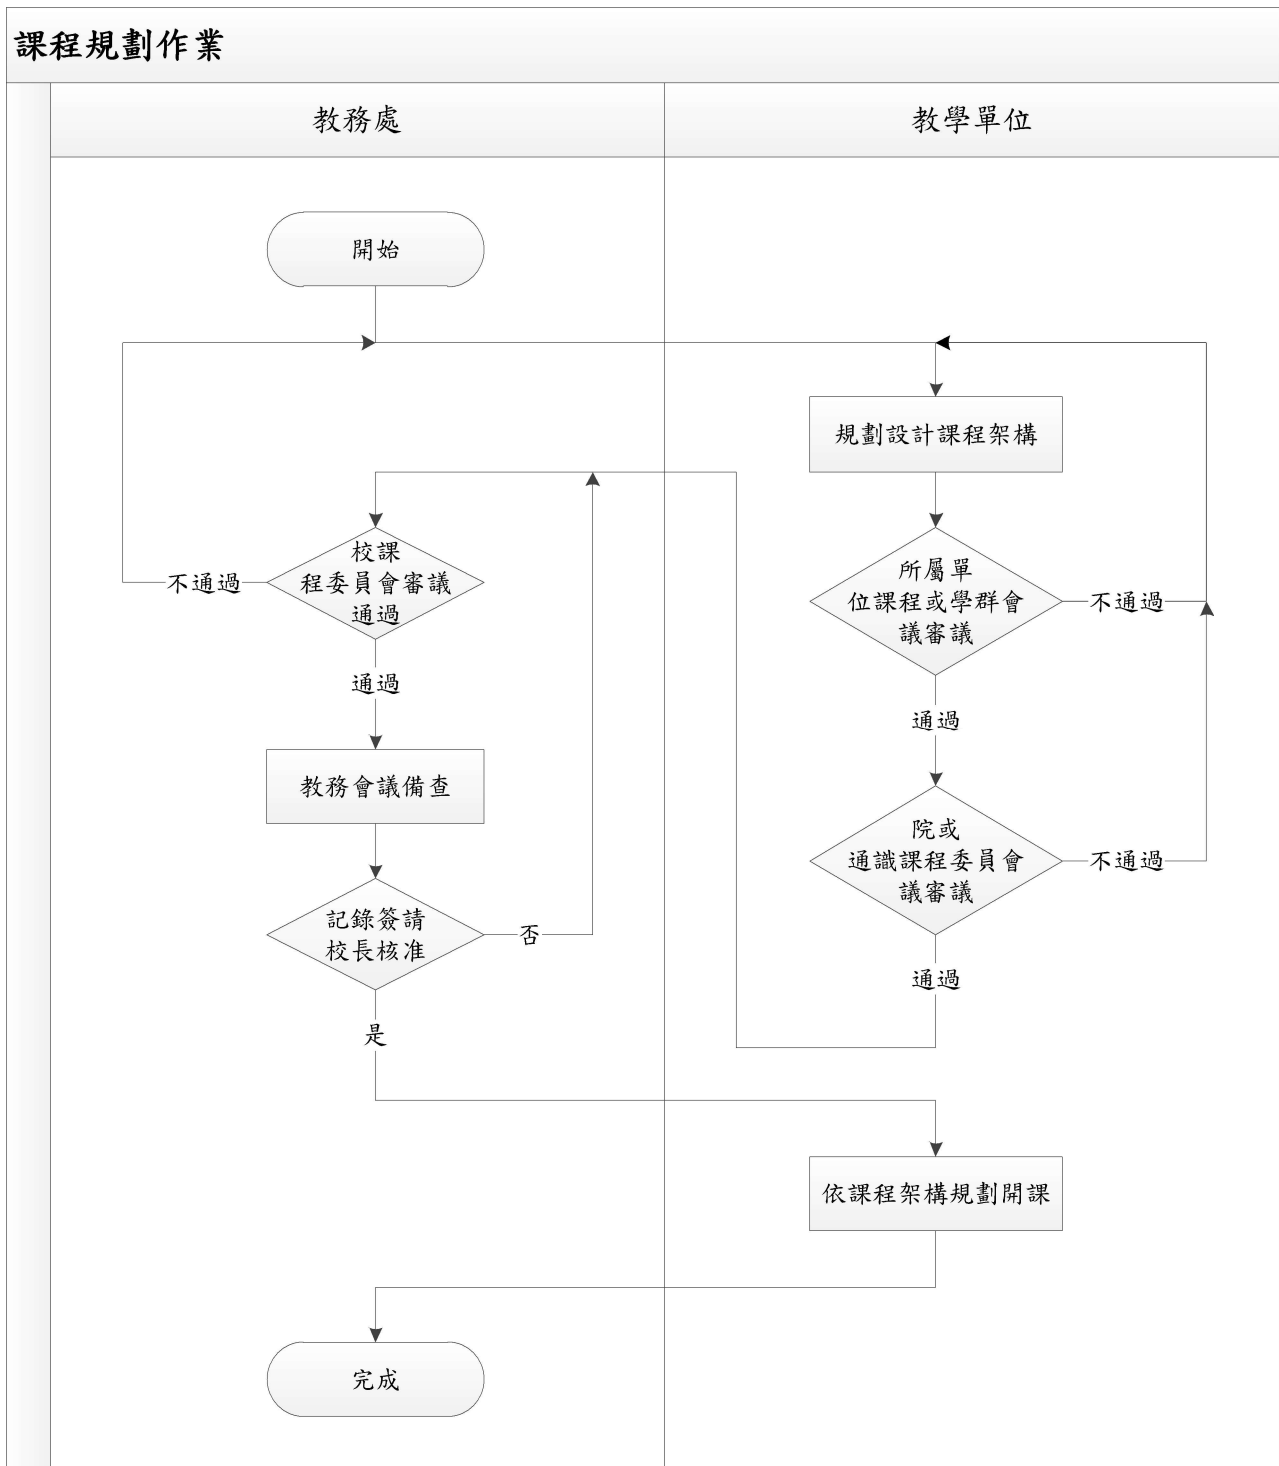 課程規劃作業
教務處
教學單位
開始
規劃設計課程架構
校課
程委員會審議
通過
不通過
所屬單
位課程或學群會
議審議
不通過
通過
通過
教務會議備查
院或
通識課程委員會
議審議
不通過
記錄簽請
校長核准
否
通過
是
依課程架構規劃開課
完成